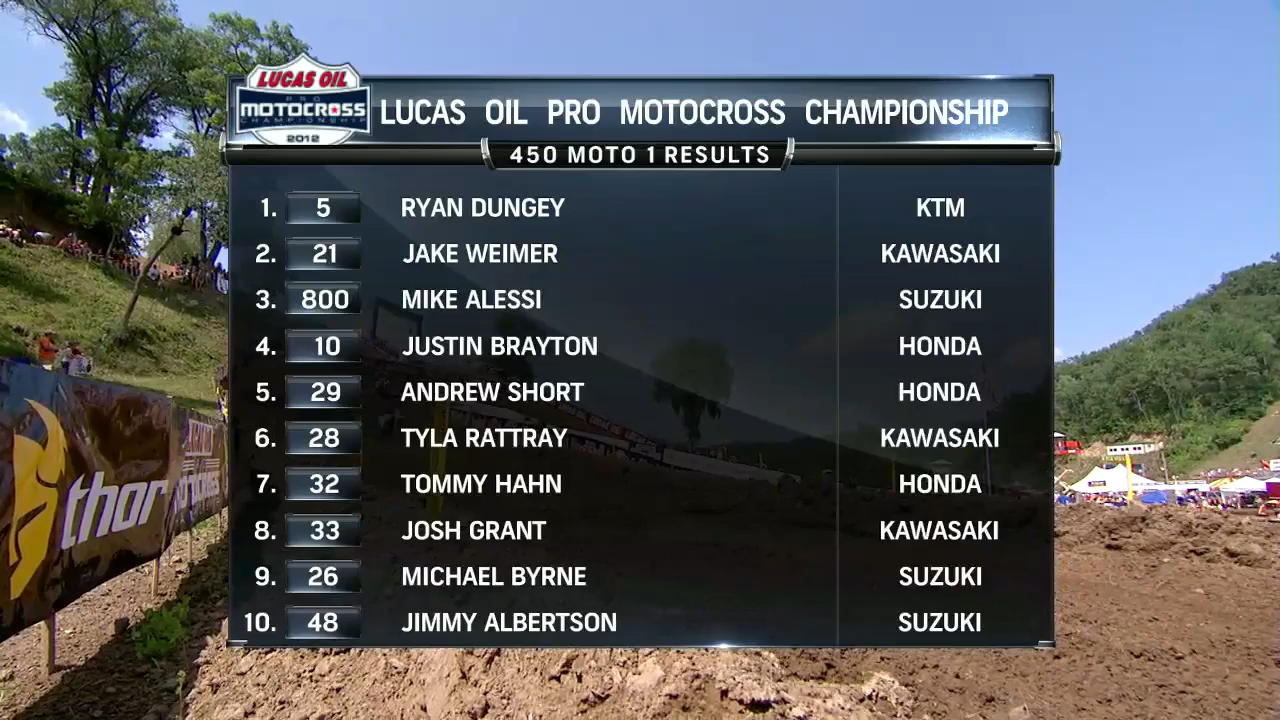 LUCAS OIL
PRO
MOTOCROSS
CHAMPIONSHIP
2012
LUCAS OIL PRO MOTOCROSS CHAMPIONSHIP
450 MOTO 1 RESULTS
1. 5 RYAN DUNGEY KTM
2. 21 JAKE WEIMER KAWASAKI
3. 800 MIKE ALESSI SUZUKI
4. 10 JUSTIN BRAYTON HONDA
5. 29 ANDREW SHORT HONDA
6. 28 TYLA RATTRAY KAWASAKI
7. 32 TOMMY HAHN HONDA
8. 33 JOSH GRANT KAWASAKI
9. 26 MICHAEL BYRNE SUZUKI
10. 48 JIMMY ALBERTSON SUZUKI
thor